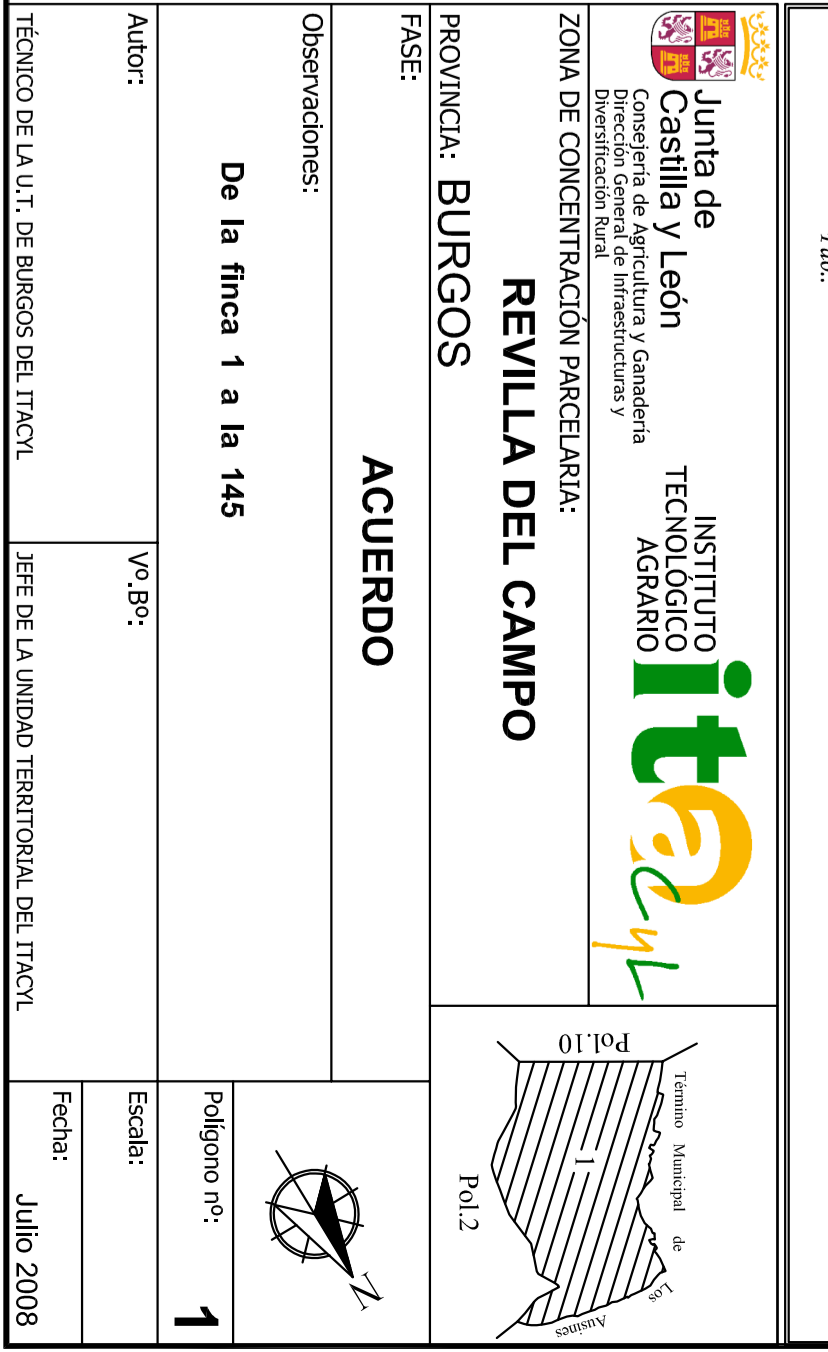 Junta de
Castilla y León
Consejería de Agricultura y Ganadería
Dirección General de Infraestructuras y
Diversificación Rural
INSTITUTO
TECNOLÓGICO
AGRARIO
itacyl
ZONA DE CONCENTRACIÓN PARCELARIA:
REVILLA DEL CAMPO
PROVINCIA: BURGOS
Término Municipal de
Los
Ausines
Pol.10
1
Pol.2
FASE:
ACUERDO
N
Observaciones:
De la finca 1 a la 145
Polígono nº:
1
Autor:
Vº.Bº:
Escala:
Fecha:
Julio 2008
TÉCNICO DE LA U.T. DE BURGOS DEL ITACYL
JEFE DE LA UNIDAD TERRITORIAL DEL ITACYL